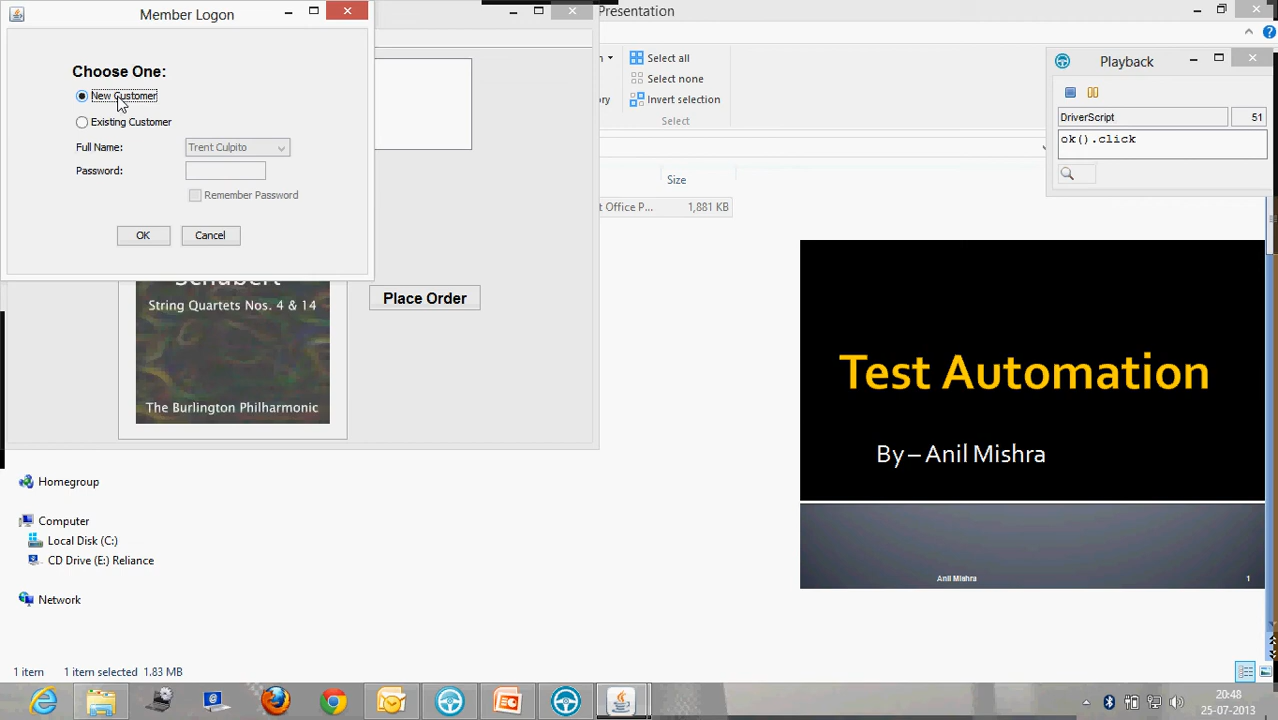 Member Logon
Choose One:
New Customer
Existing Customer
Full Name:
Trent Culpito
Password:
Remember Password
OK
Cancel
String Quartets Nos. 4 & 14
The Burlington Philharmonic
Place Order
Presentation
Select all
Select none
Invert selection
Select
Size
t Office P...
1,881 KB
Playback
DriverScript
51
ok().click
Test Automation
By – Anil Mishra
Anil Mishra
1
Homegroup
Computer
Local Disk (C:)
CD Drive (E:) Reliance
Network
1 item
1 item selected 1.83 MB
20:48
25-07-2013